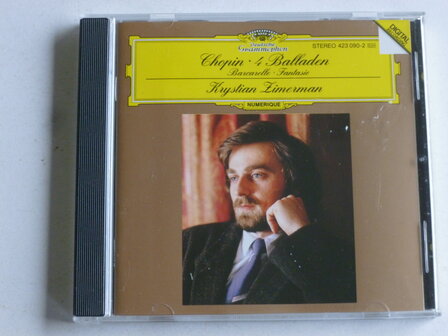 Deutsche
Grammophon
STEREO 423 090-2
DIGITAL
Chopin · 4 Balladen
Barcarolle · Fantasie
Krystian Zimerman
NUMERIQUE